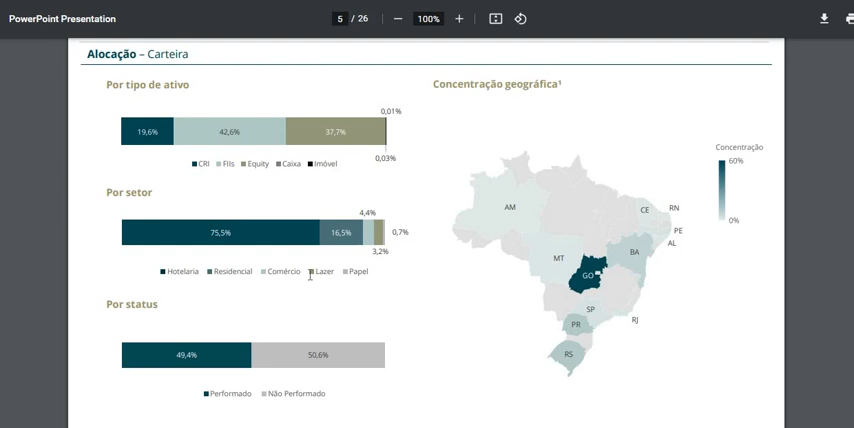 PowerPoint Presentation
5 / 26
100%
Alocação – Carteira
Por tipo de ativo
0,01%
19,6% 42,6% 37,7%
0,03%
CRI FIIs Equity Caixa Imóvel
Por setor
4,4%
75,5% 16,5% 0,7%
3,2%
Hotelaria Residencial Comércio Lazer Papel
Por status
49,4% 50,6%
Performado Não Performado
Concentração geográfica¹
Concentração
60%
0%
AM
CE
RN
PE
AL
BA
MT
GO
SP
RJ
PR
RS